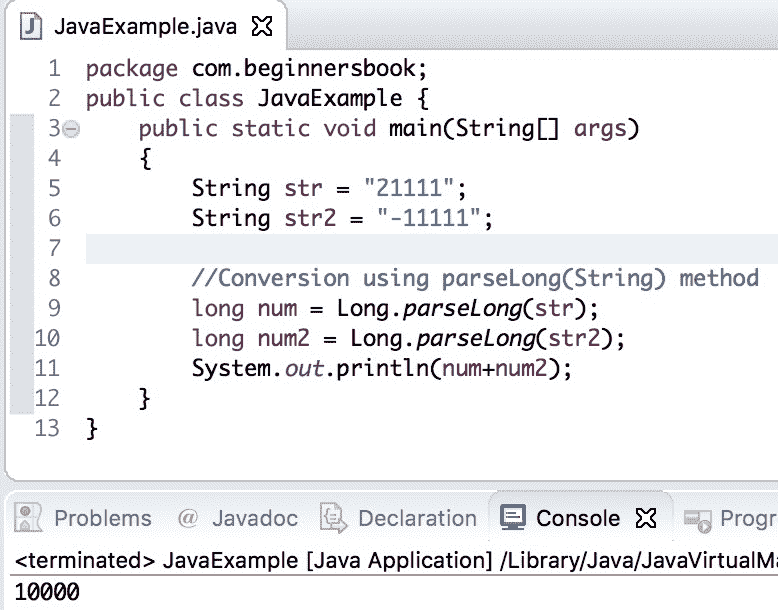 JavaExample.java
1 package com.beginnersbook;
2 public class JavaExample {
3 public static void main(String[] args)
4 {
5 String str = "21111";
6 String str2 = "-11111";
7
8 //Conversion using parseLong(String) method
9 long num = Long.parseLong(str);
10 long num2 = Long.parseLong(str2);
11 System.out.println(num+num2);
12 }
13 }
Problems @ Javadoc Declaration Console Progr
<terminated> JavaExample [Java Application] /Library/Java/JavaVirtualMa
10000